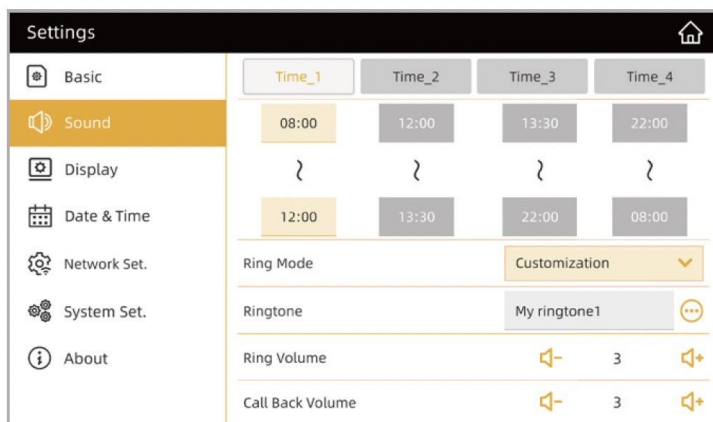 Settings
Basic
Time_1 Time_2 Time_3 Time_4
Sound
08:00 12:00 13:30 22:00
Display
Date & Time
12:00 13:30 22:00 08:00
Network Set.
Ring Mode Customization
System Set.
Ringtone My ringtone1
About
Ring Volume 3
Call Back Volume 3